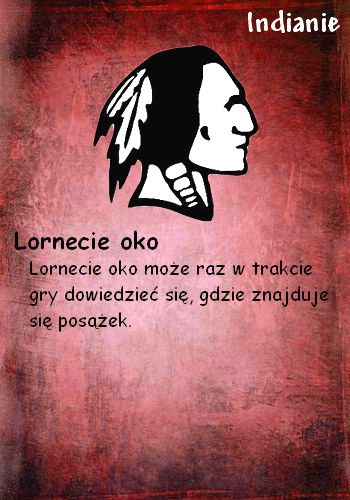 Indianie
Lornecie oko
Lornecie oko może raz w trakcie
gry dowiedzieć się, gdzie znajduje
się posążek.